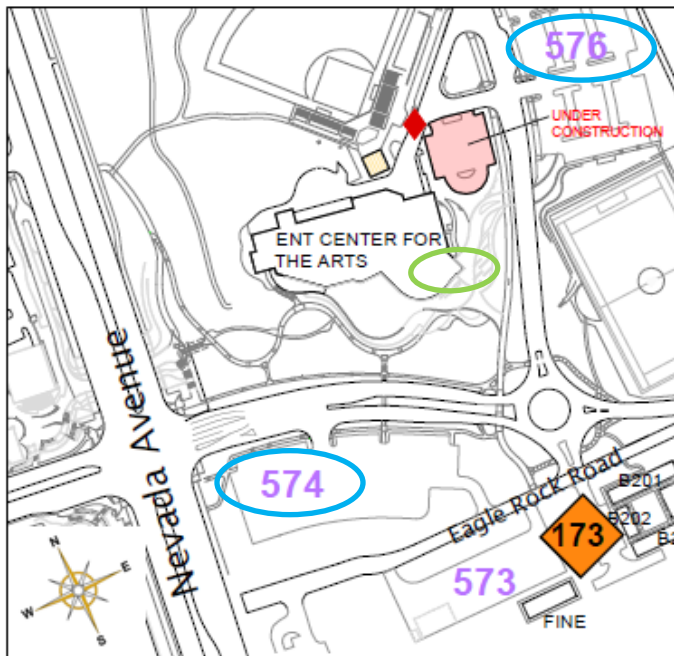 576
UNDER
CONSTRUCTION
ENT CENTER FOR
THE ARTS
Nevada Avenue
574
Eagle Rock Road
B201
B202
173
573
FINE
N
E
W
S